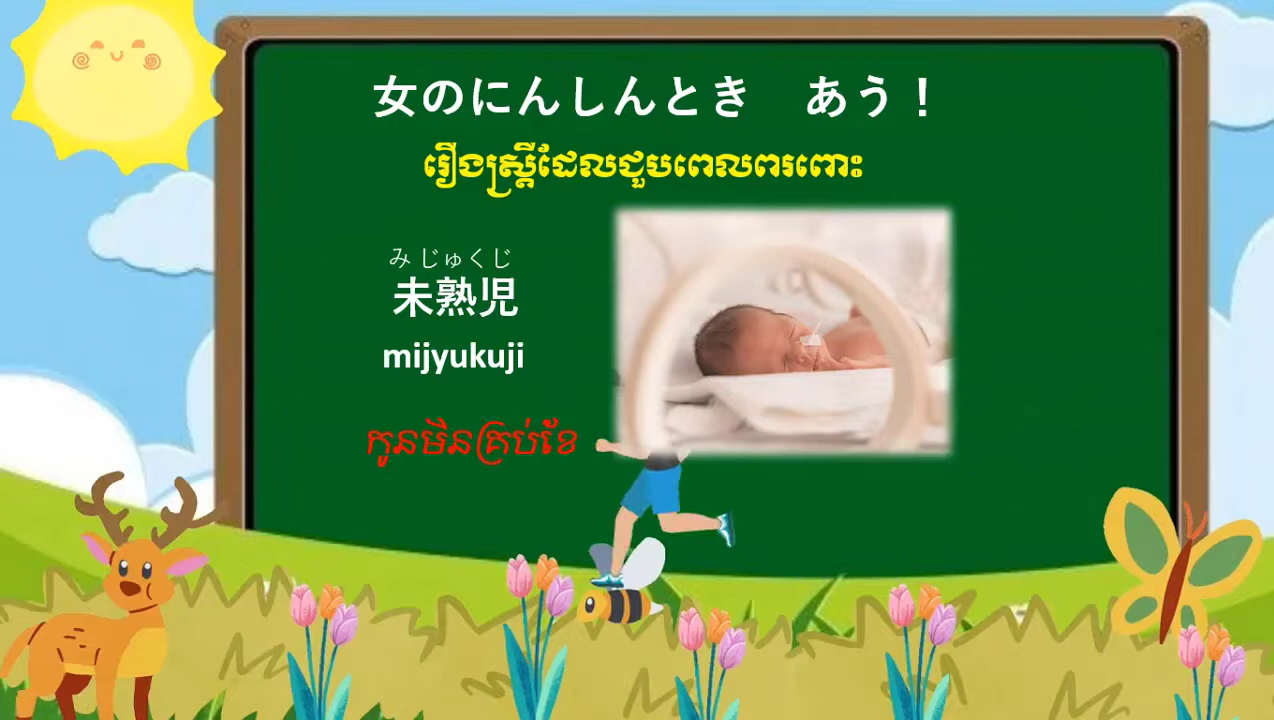 女のにんしんとき　あう！
រឿងស្ត្រីដែលជួបពេលពរពោះ
みじゅくじ
未熟児
mijyukuji
កូនមិនគ្រប់ខែ